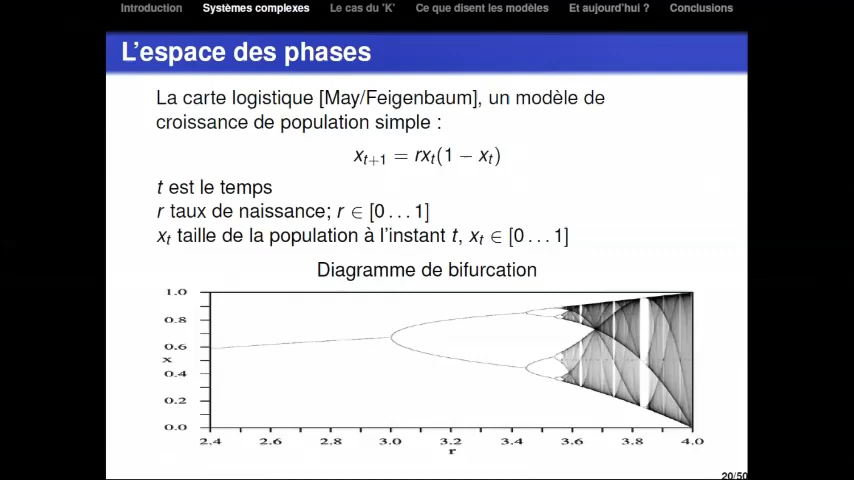 Introduction Systèmes complexes Le cas du 'K' Ce que disent les modèles Et aujourd'hui ? Conclusions
L'espace des phases
La carte logistique [May/Feigenbaum], un modèle de
croissance de population simple :
xₜ₊₁ = rxₜ(1 − xₜ)
t est le temps
r taux de naissance; r ∈ [0 . . . 1]
xₜ taille de la population à l'instant t, xₜ ∈ [0 . . . 1]
Diagramme de bifurcation
1.0
0.8
0.6
x
0.4
0.2
0.0
2.4 2.6 2.8 3.0 3.2 3.4 3.6 3.8 4.0
r
20/50